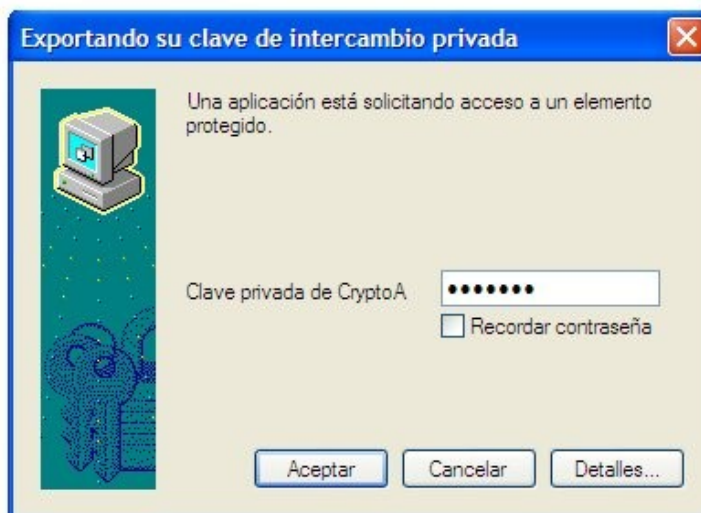 Exportando su clave de intercambio privada
Una aplicación está solicitando acceso a un elemento
protegido.
Clave privada de CryptoA
•••••••
Recordar contraseña
Aceptar
Cancelar
Detalles...